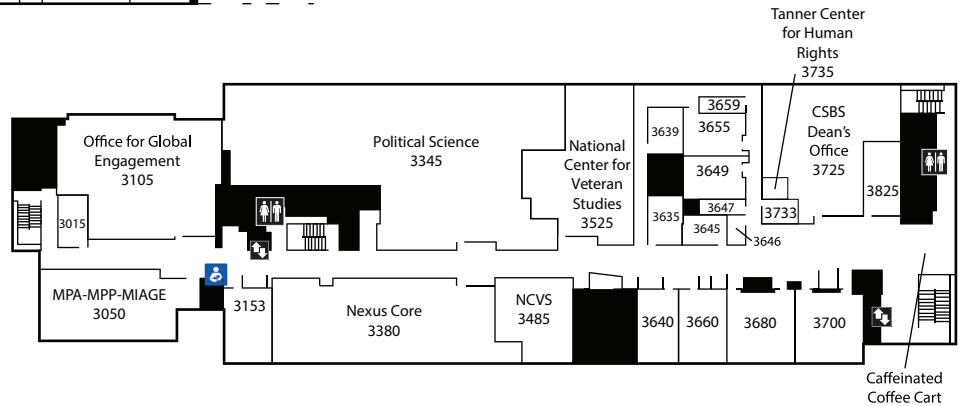 Tanner Center
for Human
Rights
3735
Office for Global
Engagement
3105
Political Science
3345
National
Center for
Veteran
Studies
3525
3659
3655
3639
3649
3647
3635
3645
3646
CSBS
Dean's
Office
3725
3825
3733
3015
MPA-MPP-MIAGE
3050
3153
Nexus Core
3380
NCVS
3485
3640
3660
3680
3700
Caffeinated
Coffee Cart